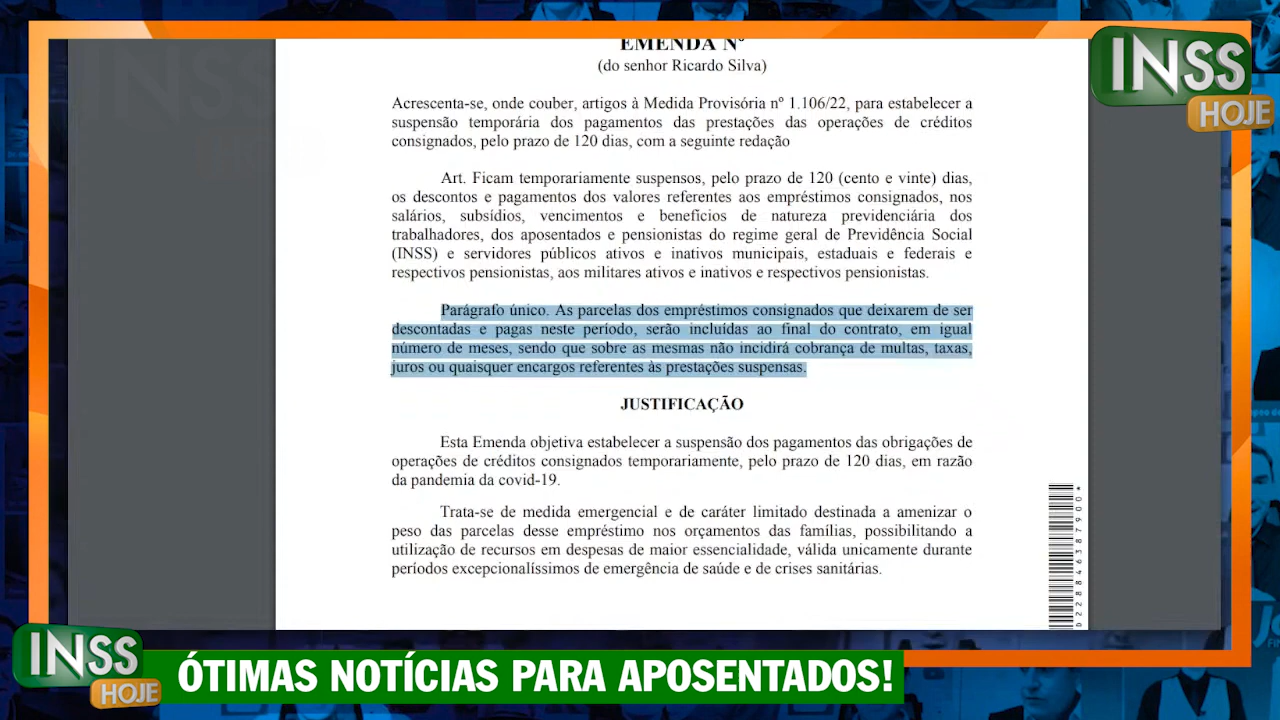 EMENDA Nº
(do senhor Ricardo Silva)
INSS
HOJE
Acrescenta-se, onde couber, artigos à Medida Provisória nº 1.106/22, para estabelecer a
suspensão temporária dos pagamentos das prestações das operações de créditos
consignados, pelo prazo de 120 dias, com a seguinte redação
Art. Ficam temporariamente suspensos, pelo prazo de 120 (cento e vinte) dias,
os descontos e pagamentos dos valores referentes aos empréstimos consignados, nos
salários, subsídios, vencimentos e benefícios de natureza previdenciária dos
trabalhadores, dos aposentados e pensionistas do regime geral de Previdência Social
(INSS) e servidores públicos ativos e inativos municipais, estaduais e federais e
respectivos pensionistas, aos militares ativos e inativos e respectivos pensionistas.
Parágrafo único. As parcelas dos empréstimos consignados que deixarem de ser
descontadas e pagas neste período, serão incluídas ao final do contrato, em igual
número de meses, sendo que sobre as mesmas não incidirá cobrança de multas, taxas,
juros ou quaisquer encargos referentes às prestações suspensas.
JUSTIFICAÇÃO
Esta Emenda objetiva estabelecer a suspensão dos pagamentos das obrigações de
operações de créditos consignados temporariamente, pelo prazo de 120 dias, em razão
da pandemia da covid-19.
Trata-se de medida emergencial e de caráter limitado destinada a amenizar o
peso das parcelas desse empréstimo nos orçamentos das famílias, possibilitando a
utilização de recursos em despesas de maior essencialidade, válida unicamente durante
períodos excepcionalíssimos de emergência de saúde e de crises sanitárias.
D228846387900*
INSS
HOJE
ÓTIMAS NOTÍCIAS PARA APOSENTADOS!